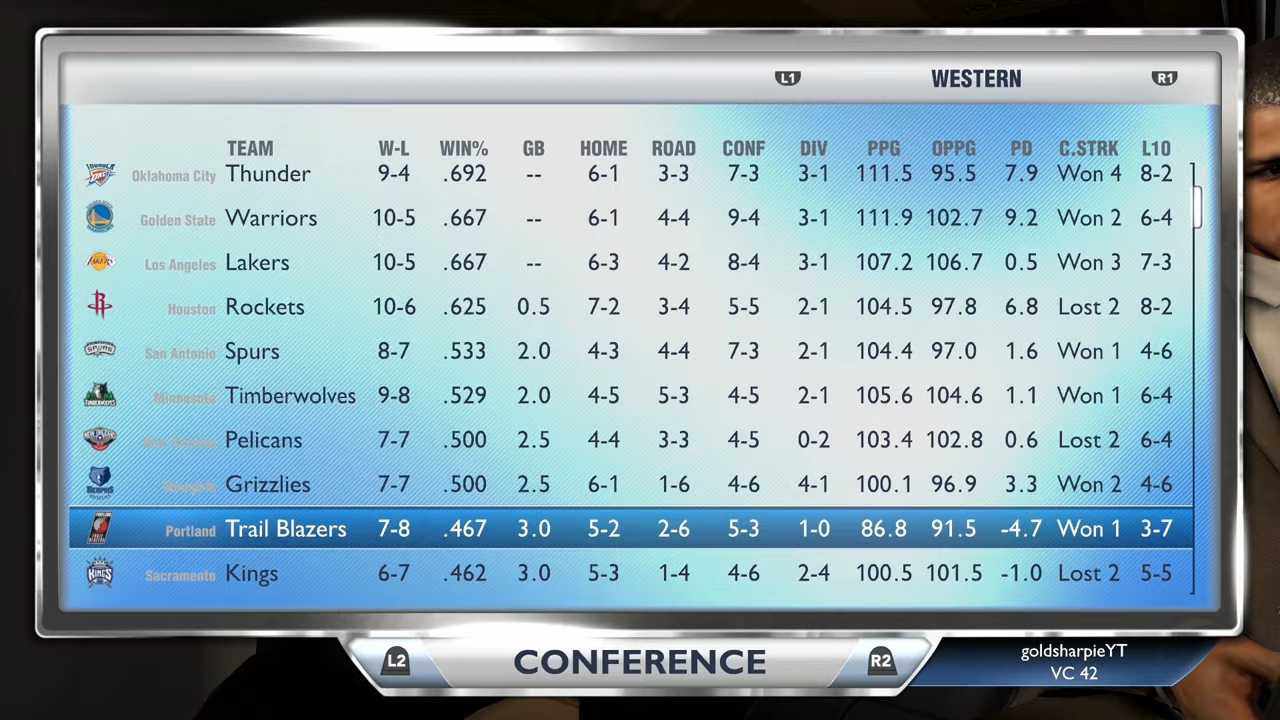 L1 WESTERN R1
TEAM W-L WIN% GB HOME ROAD CONF DIV PPG OPPG PD C.STRK L10
Oklahoma City Thunder 9-4 .692 -- 6-1 3-3 7-3 3-1 111.5 95.5 7.9 Won 4 8-2
Golden State Warriors 10-5 .667 -- 6-1 4-4 9-4 3-1 111.9 102.7 9.2 Won 2 6-4
Los Angeles Lakers 10-5 .667 -- 6-3 4-2 8-4 3-1 107.2 106.7 0.5 Won 3 7-3
Houston Rockets 10-6 .625 0.5 7-2 3-4 5-5 2-1 104.5 97.8 6.8 Lost 2 8-2
San Antonio Spurs 8-7 .533 2.0 4-3 4-4 7-3 2-1 104.4 97.0 1.6 Won 1 4-6
Minnesota Timberwolves 9-8 .529 2.0 4-5 5-3 4-5 2-1 105.6 104.6 1.1 Won 1 6-4
Pelicans 7-7 .500 2.5 4-4 3-3 4-5 0-2 103.4 102.8 0.6 Lost 2 6-4
Grizzlies 7-7 .500 2.5 6-1 1-6 4-6 4-1 100.1 96.9 3.3 Won 2 4-6
Portland Trail Blazers 7-8 .467 3.0 5-2 2-6 5-3 1-0 86.8 91.5 -4.7 Won 1 3-7
Sacramento Kings 6-7 .462 3.0 5-3 1-4 4-6 2-4 100.5 101.5 -1.0 Lost 2 5-5
L2 CONFERENCE R2
goldsharpieYT
VC 42